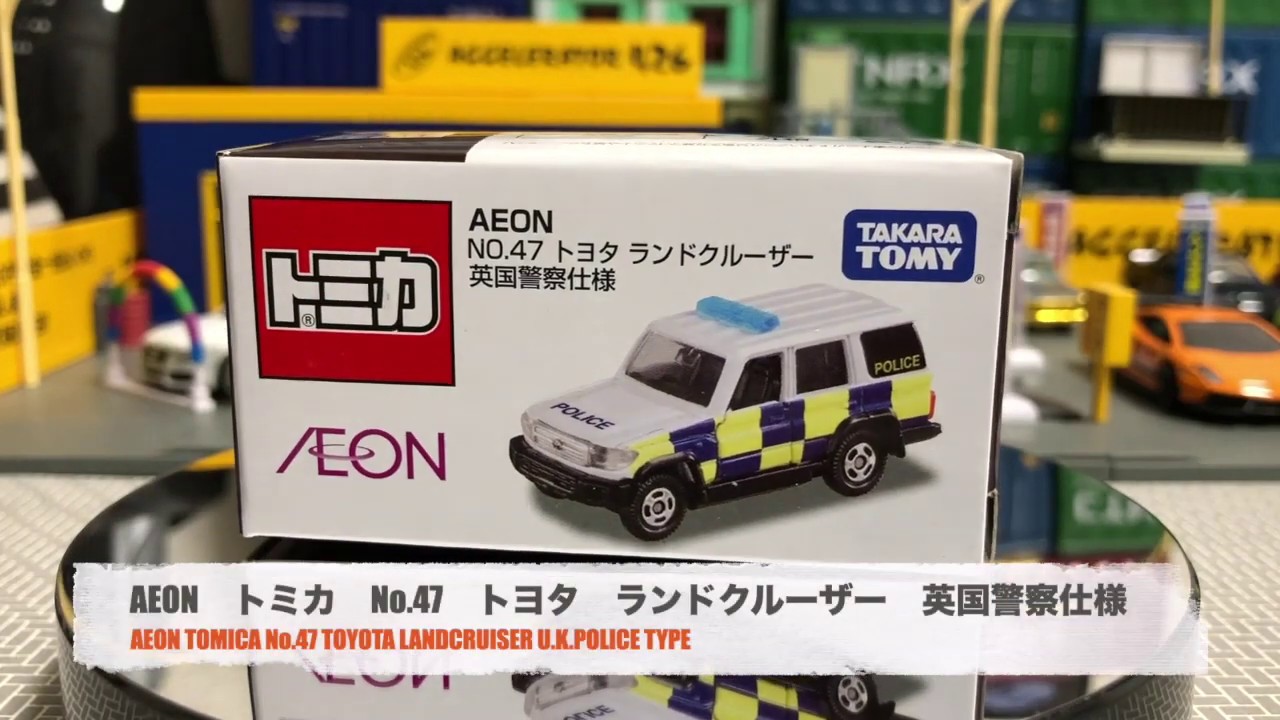 ACCELERATOR 426
NRX
トミカ®
AEON
NO.47 トヨタ ランドクルーザー
英国警察仕様
TAKARA
TOMY®
POLICE
POLICE
AEON
AEON トミカ No.47 トヨタ ランドクルーザー 英国警察仕様
AEON TOMICA No.47 TOYOTA LANDCRUISER U.K.POLICE TYPE